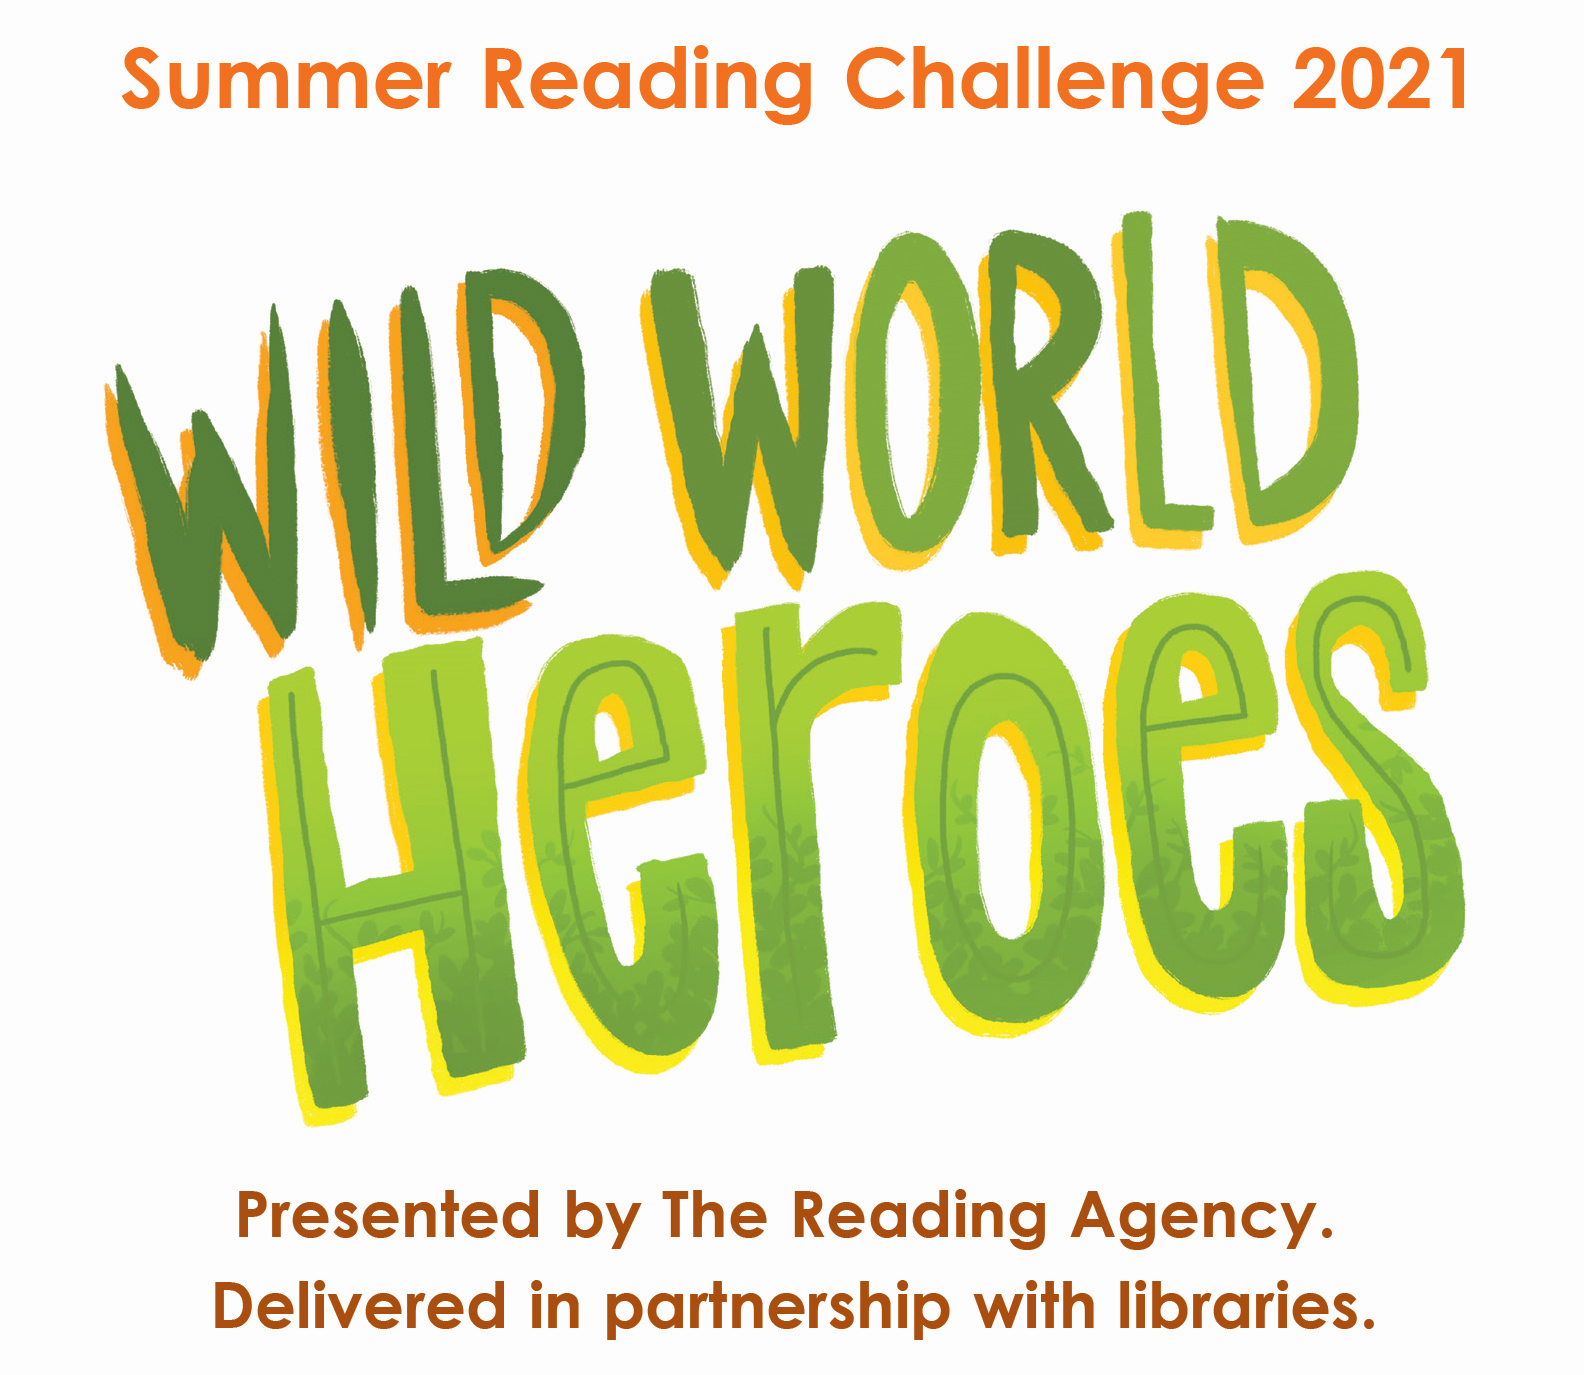 Summer Reading Challenge 2021
WILD WORLD
Heroes
Presented by The Reading Agency.
Delivered in partnership with libraries.